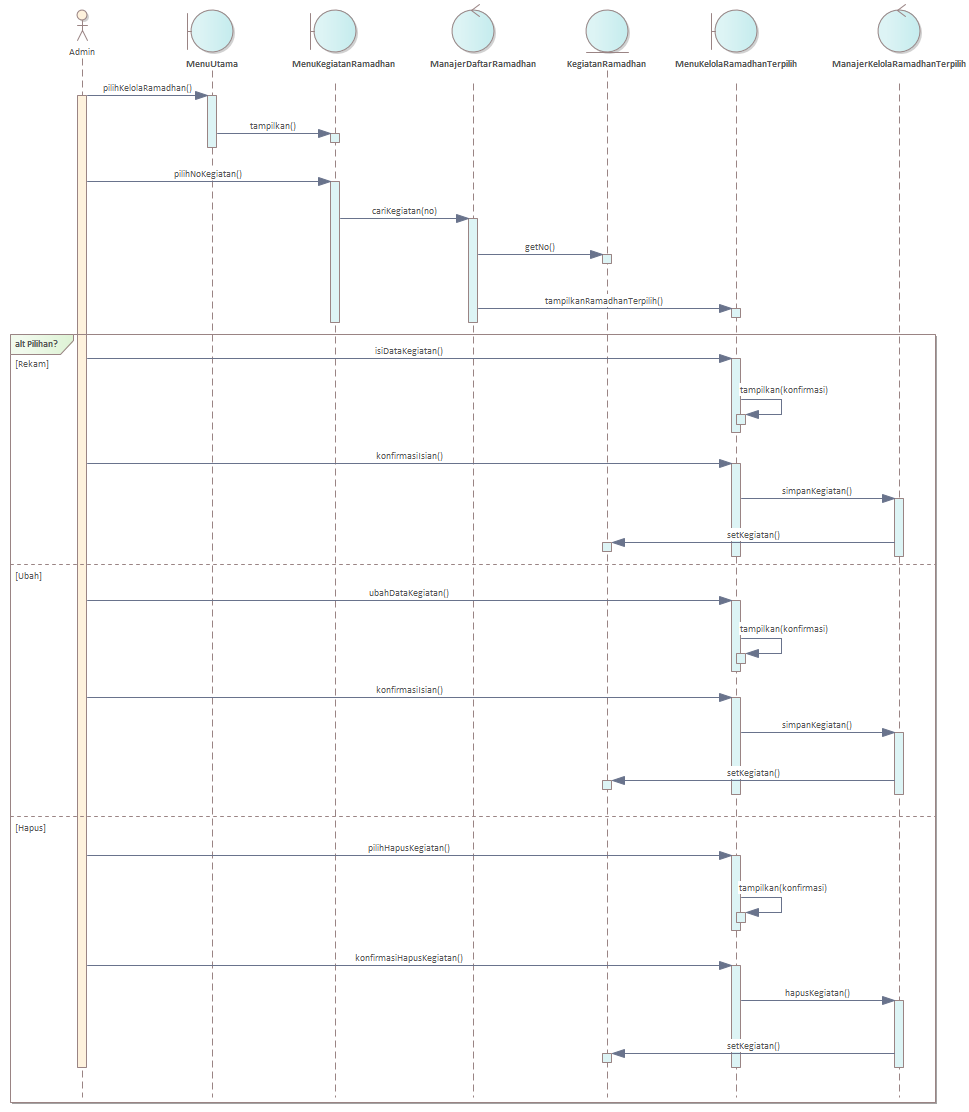 Admin
MenuUtama
MenuKegiatanRamadhan
ManajerDaftarRamadhan
KegiatanRamadhan
MenuKelolaRamadhanTerpilih
ManajerKelolaRamadhanTerpilih
pilihKelolaRamadhan()
tampilkan()
pilihNoKegiatan()
cariKegiatan(no)
getNo()
tampilkanRamadhanTerpilih()
alt Pilihan?
isiDataKegiatan()
[Rekam]
tampilkan(konfirmasi)
konfirmasiIsian()
simpanKegiatan()
setKegiatan()
[Ubah]
ubahDataKegiatan()
tampilkan(konfirmasi)
konfirmasiIsian()
simpanKegiatan()
setKegiatan()
[Hapus]
pilihHapusKegiatan()
tampilkan(konfirmasi)
konfirmasiHapusKegiatan()
hapusKegiatan()
setKegiatan()